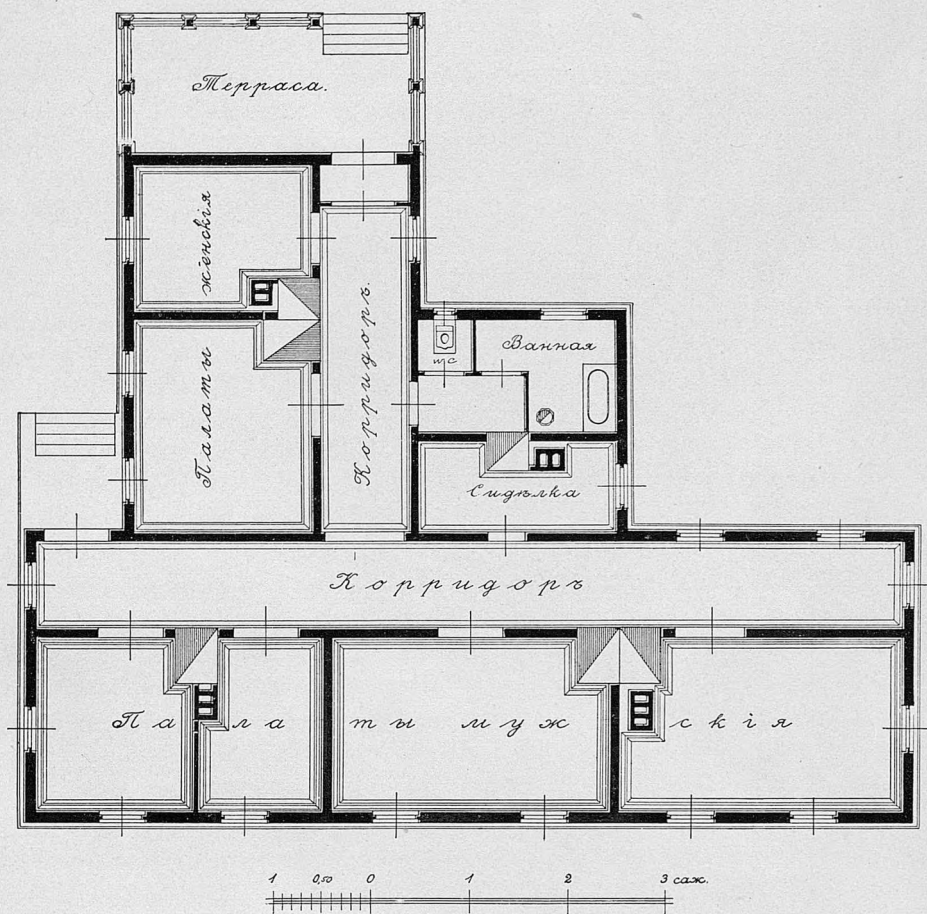 Терраса.
женскія
Палаты
Корридоръ.
W.C.
Ванная
Сидѣлка
Корридоръ
Палаты мужскія
1 0,50 0 1 2 3 саж.